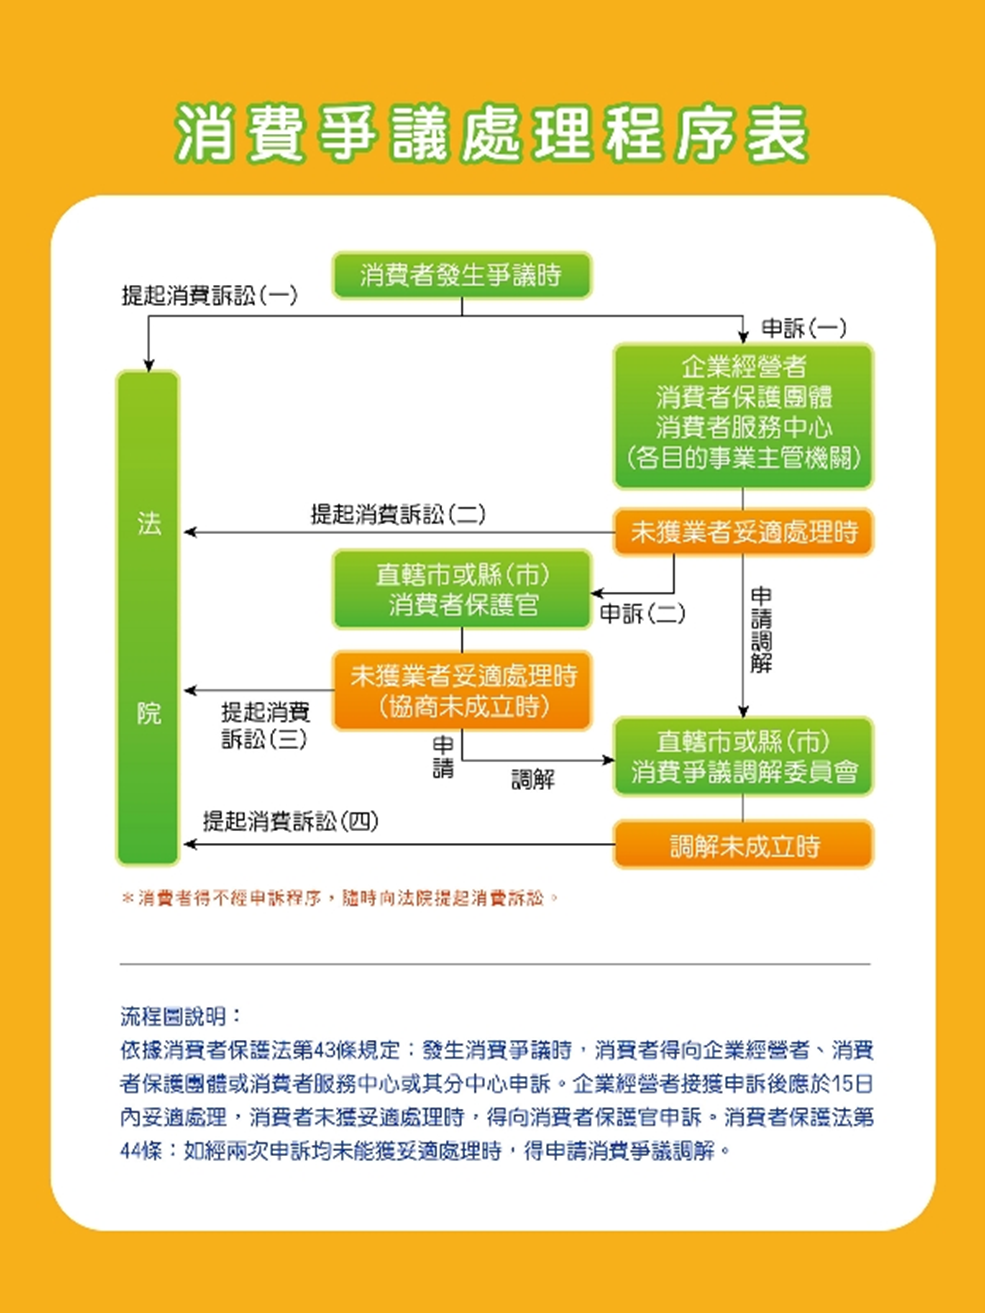 消費爭議處理程序表
消費者發生爭議時
提起消費訴訟(一)
申訴(一)
企業經營者
消費者保護團體
消費者服務中心
(各目的事業主管機關)
法
院
提起消費訴訟(二)
未獲業者妥適處理時
直轄市或縣(市)
消費者保護官
申訴(二)
申請調解
未獲業者妥適處理時
(協商未成立時)
提起消費
訴訟(三)
申請
調解
直轄市或縣(市)
消費爭議調解委員會
提起消費訴訟(四)
調解未成立時
＊消費者得不經申訴程序，隨時向法院提起消費訴訟。
流程圖說明：
依據消費者保護法第43條規定：發生消費爭議時，消費者得向企業經營者、消費
者保護團體或消費者服務中心或其分中心申訴。企業經營者接獲申訴後應於15日
內妥適處理，消費者未獲妥適處理時，得向消費者保護官申訴。消費者保護法第
44條：如經兩次申訴均未能獲妥適處理時，得申請消費爭議調解。